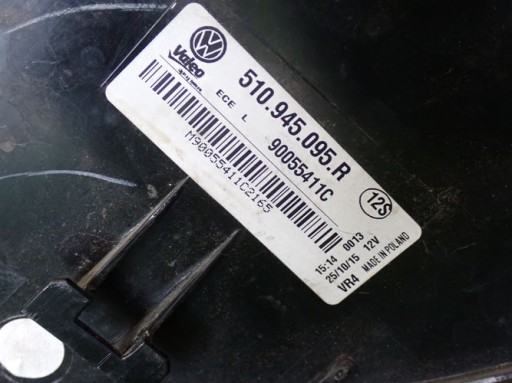 Valeo
510.945.095.R
ECE L
90055411C
M90055411C2165
12S
15:14 0013
25/10/15 12V
VR4 MADE IN POLAND